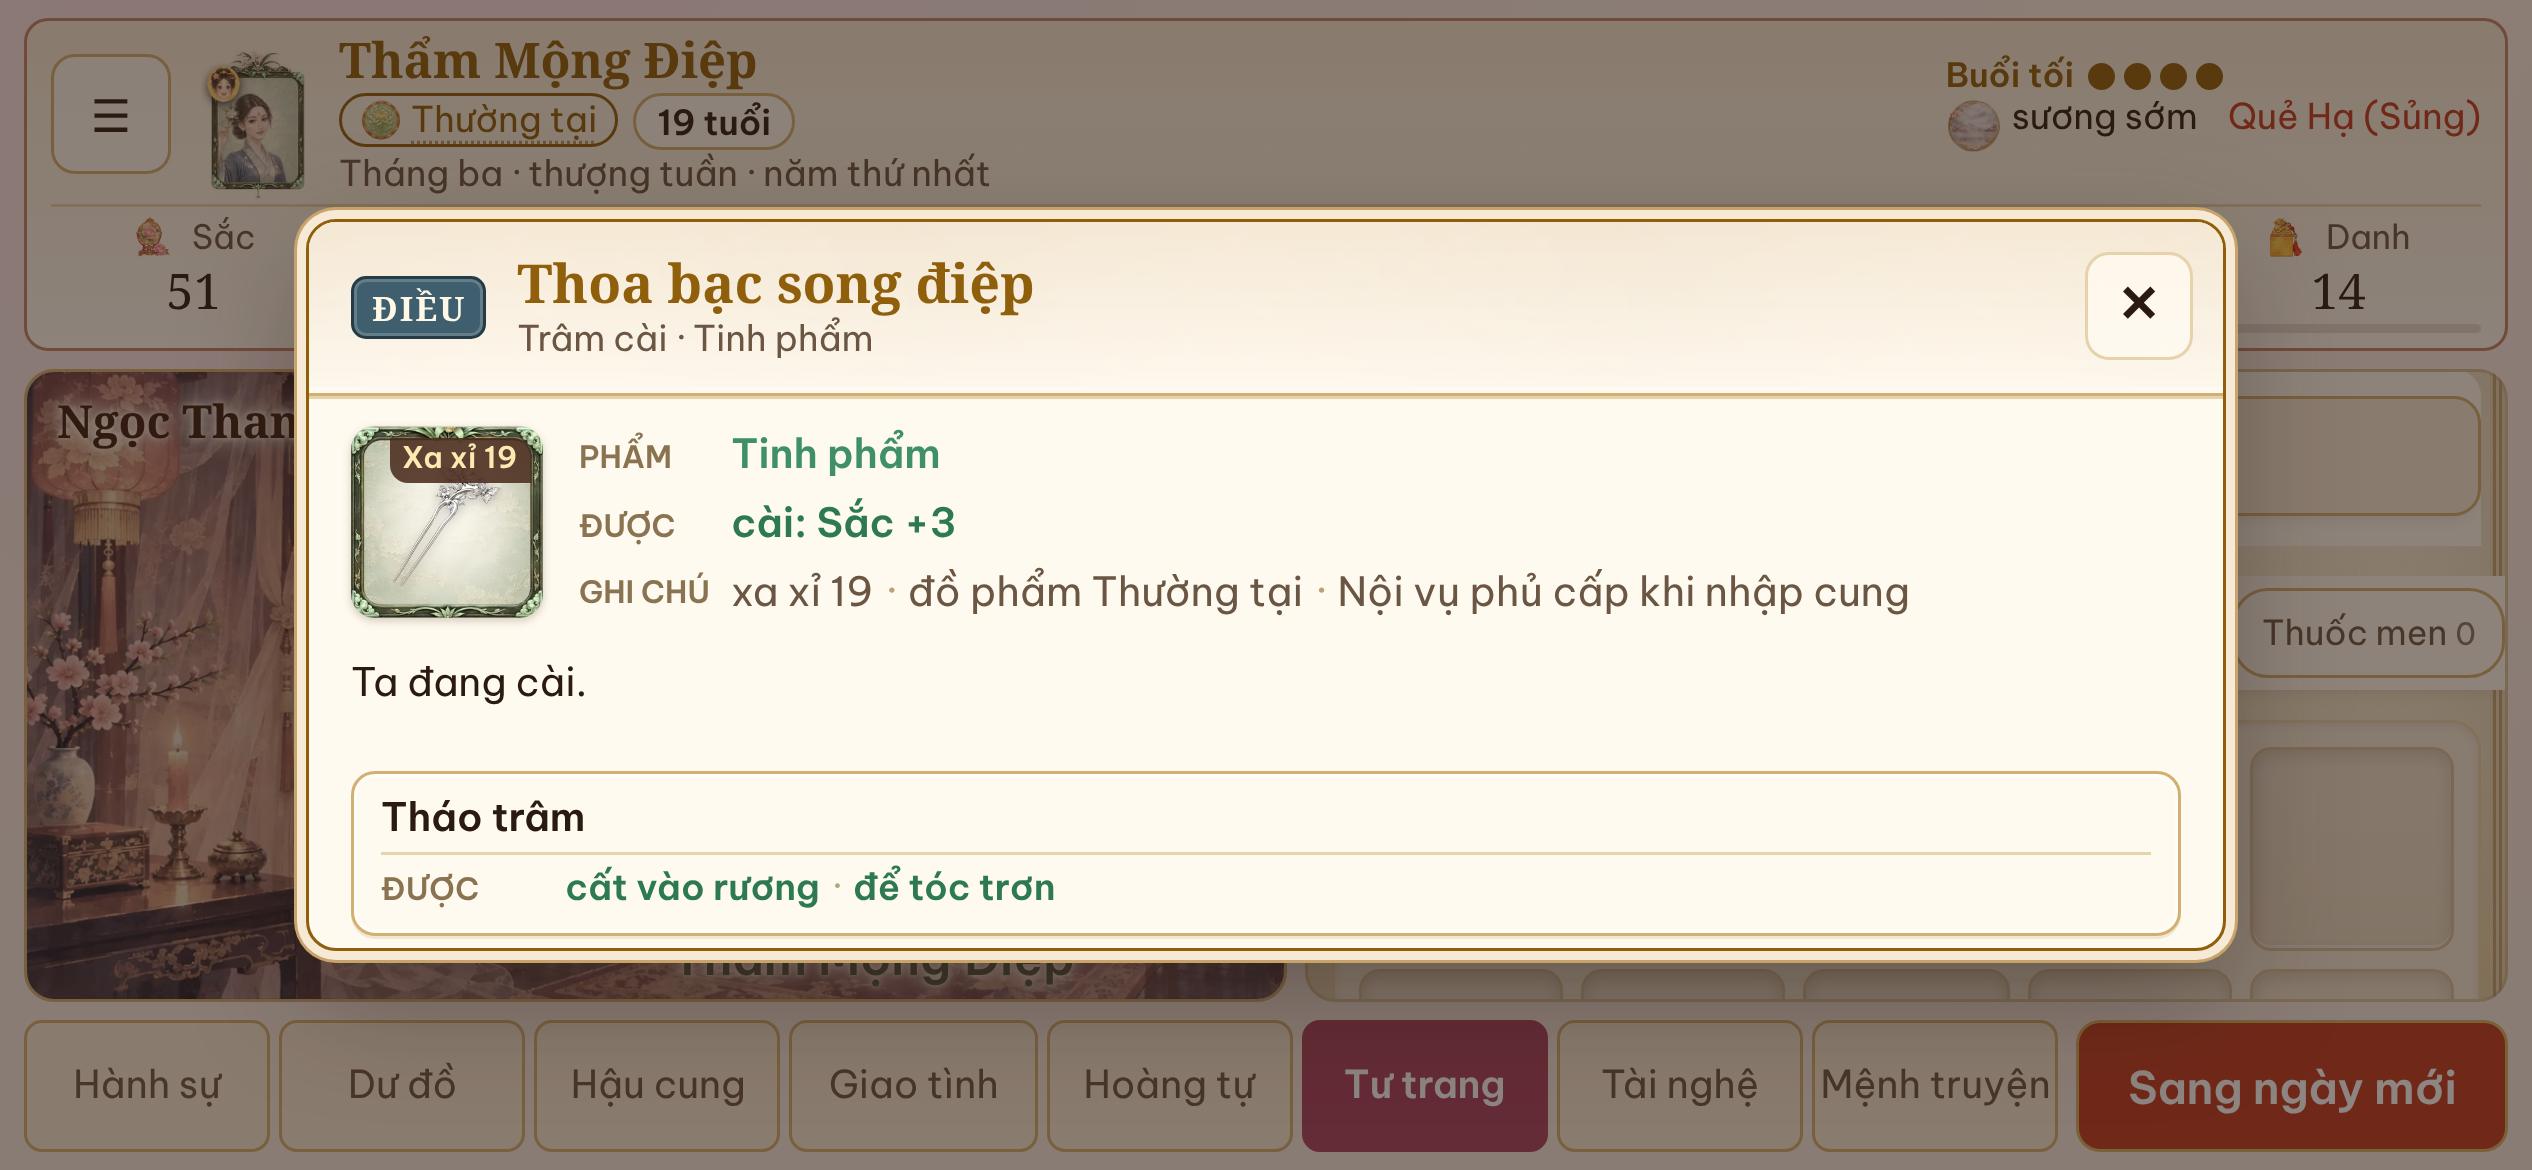 ☰
Thẩm Mộng Điệp
Thường tại
19 tuổi
Tháng ba · thượng tuần · năm thứ nhất
Buổi tối
sương sớm
Quẻ Hạ (Sủng)
Sắc
51
Danh
14
ĐIỀU
Thoa bạc song điệp
Trâm cài · Tinh phẩm
✕
Ngọc Than
Xa xỉ 19
PHẨM Tinh phẩm
ĐƯỢC cài: Sắc +3
GHI CHÚ xa xỉ 19 · đồ phẩm Thường tại · Nội vụ phủ cấp khi nhập cung
Ta đang cài.
Tháo trâm
ĐƯỢC cất vào rương · để tóc trơn
Thuốc men 0
Thẩm Mộng Điệp
Hành sự
Dư đồ
Hậu cung
Giao tình
Hoàng tự
Tư trang
Tài nghệ
Mệnh truyện
Sang ngày mới